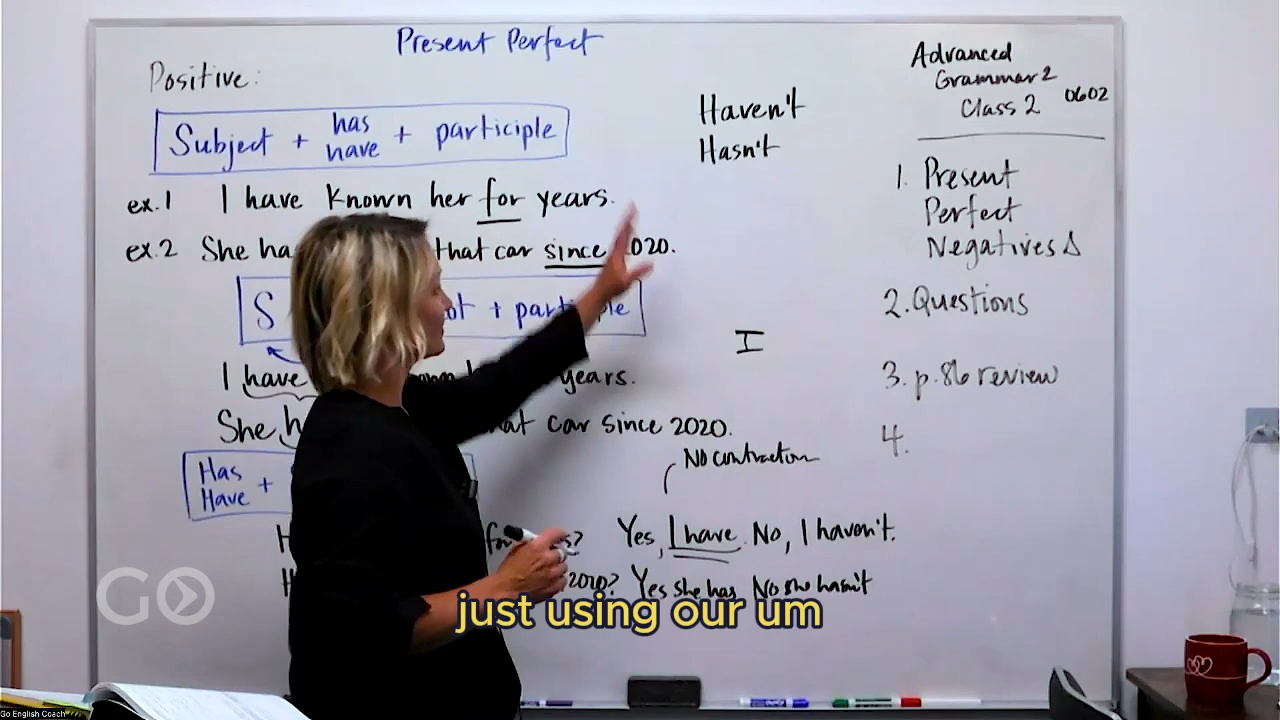 Present Perfect
Positive:
Subject + has have + participle
ex.1 I have known her for years.
ex.2 She ha that car since 2020.
S ot + participle
I have years.
She h at car since 2020.
Has
Have +
H for ?
H 2020?
Haven't
Hasn't
I
No contraction
Yes, I have. No, I haven't.
Yes she has No she hasn't
Advanced
Grammar 2
Class 2 0602
1. Present
Perfect
Negatives Δ
2. Questions
3. p.86 review
4.
GO
just using our um
Go English Coach